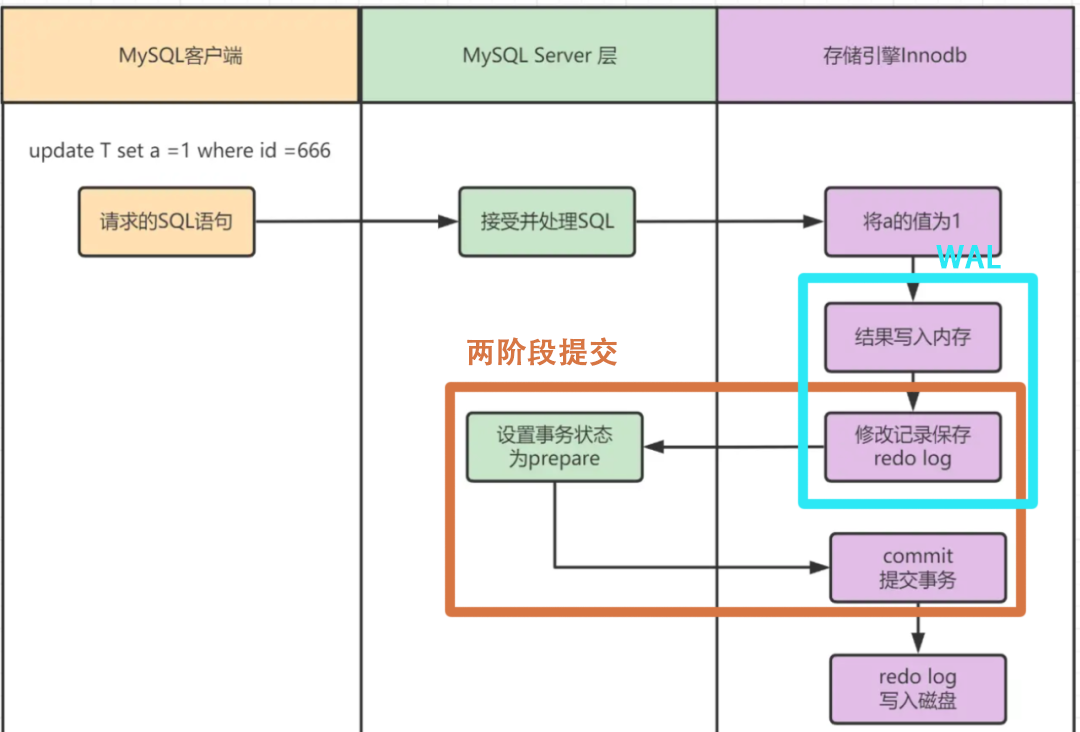 MySQL客户端
MySQL Server 层
存储引擎Innodb
update T set a =1 where id =666
请求的SQL语句
接受并处理SQL
将a的值为1
WAL
结果写入内存
两阶段提交
设置事务状态
为prepare
修改记录保存
redo log
commit
提交事务
redo log
写入磁盘